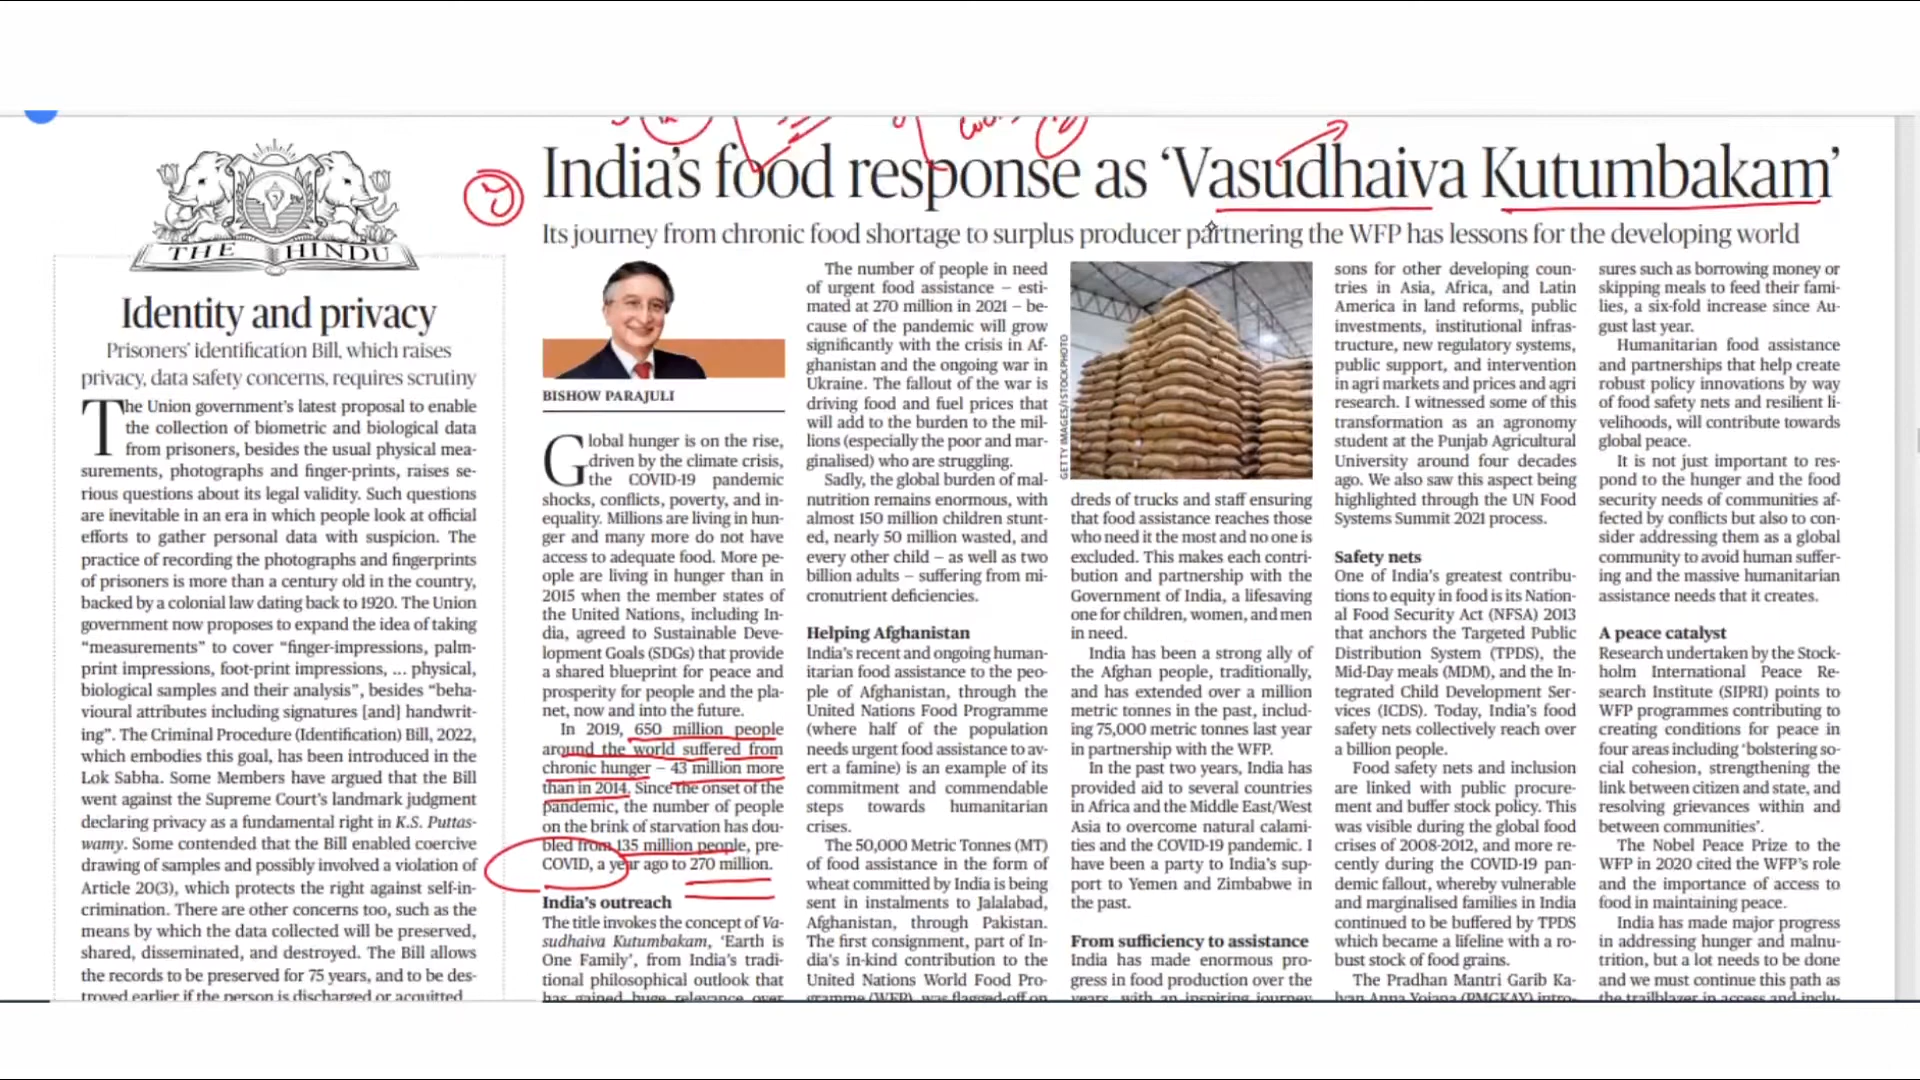 THE HINDU
Identity and privacy
Prisoners' identification Bill, which raises
privacy, data safety concerns, requires scrutiny
The Union government's latest proposal to enable
the collection of biometric and biological data
from prisoners, besides the usual physical mea-
surements, photographs and finger-prints, raises se-
rious questions about its legal validity. Such questions
are inevitable in an era in which people look at official
efforts to gather personal data with suspicion. The
practice of recording the photographs and fingerprints
of prisoners is more than a century old in the country,
backed by a colonial law dating back to 1920. The Union
government now proposes to expand the idea of taking
“measurements” to cover “finger-impressions, palm-
print impressions, foot-print impressions, ... physical,
biological samples and their analysis”, besides “beha-
vioural attributes including signatures [and] handwrit-
ing”. The Criminal Procedure (Identification) Bill, 2022,
which embodies this goal, has been introduced in the
Lok Sabha. Some Members have argued that the Bill
went against the Supreme Court's landmark judgment
declaring privacy as a fundamental right in K.S. Puttas-
wamy. Some contended that the Bill enabled coercive
drawing of samples and possibly involved a violation of
Article 20(3), which protects the right against self-in-
crimination. There are other concerns too, such as the
means by which the data collected will be preserved,
shared, disseminated, and destroyed. The Bill allows
the records to be preserved for 75 years, and to be des-
troyed earlier if the person is discharged or acquitted
India's food response as ‘Vasudhaiva Kutumbakam’
Its journey from chronic food shortage to surplus producer partnering the WFP has lessons for the developing world
BISHOW PARAJULI
Global hunger is on the rise,
driven by the climate crisis,
the COVID-19 pandemic
shocks, conflicts, poverty, and in-
equality. Millions are living in hun-
ger and many more do not have
access to adequate food. More pe-
ople are living in hunger than in
2015 when the member states of
the United Nations, including In-
dia, agreed to Sustainable Deve-
lopment Goals (SDGs) that provide
a shared blueprint for peace and
prosperity for people and the pla-
net, now and into the future.
In 2019, 650 million people
around the world suffered from
chronic hunger – 43 million more
than in 2014. Since the onset of the
pandemic, the number of people
on the brink of starvation has dou-
bled from 135 million people, pre-
COVID, a year ago to 270 million.
India's outreach
The title invokes the concept of Va-
sudhaiva Kutumbakam, ‘Earth is
One Family’, from India's tradi-
tional philosophical outlook that
has gained huge relevance over
The number of people in need
of urgent food assistance – esti-
mated at 270 million in 2021 – be-
cause of the pandemic will grow
significantly with the crisis in Af-
ghanistan and the ongoing war in
Ukraine. The fallout of the war is
driving food and fuel prices that
will add to the burden to the mil-
lions (especially the poor and mar-
ginalised) who are struggling.
Sadly, the global burden of mal-
nutrition remains enormous, with
almost 150 million children stunt-
ed, nearly 50 million wasted, and
every other child – as well as two
billion adults – suffering from mi-
cronutrient deficiencies.
Helping Afghanistan
India's recent and ongoing human-
itarian food assistance to the peo-
ple of Afghanistan, through the
United Nations Food Programme
(where half of the population
needs urgent food assistance to av-
ert a famine) is an example of its
commitment and commendable
steps towards humanitarian
crises.
The 50,000 Metric Tonnes (MT)
of food assistance in the form of
wheat committed by India is being
sent in instalments to Jalalabad,
Afghanistan, through Pakistan.
The first consignment, part of In-
dia's in-kind contribution to the
United Nations World Food Pro-
gramme (WFP), was flagged-off on
GETTY IMAGES/ISTOCKPHOTO
dreds of trucks and staff ensuring
that food assistance reaches those
who need it the most and no one is
excluded. This makes each contri-
bution and partnership with the
Government of India, a lifesaving
one for children, women, and men
in need.
India has been a strong ally of
the Afghan people, traditionally,
and has extended over a million
metric tonnes in the past, includ-
ing 75,000 metric tonnes last year
in partnership with the WFP.
In the past two years, India has
provided aid to several countries
in Africa and the Middle East/West
Asia to overcome natural calami-
ties and the COVID-19 pandemic. I
have been a party to India's sup-
port to Yemen and Zimbabwe in
the past.
From sufficiency to assistance
India has made enormous pro-
gress in food production over the
years, with an inspiring journey
sons for other developing coun-
tries in Asia, Africa, and Latin
America in land reforms, public
investments, institutional infras-
tructure, new regulatory systems,
public support, and intervention
in agri markets and prices and agri
research. I witnessed some of this
transformation as an agronomy
student at the Punjab Agricultural
University around four decades
ago. We also saw this aspect being
highlighted through the UN Food
Systems Summit 2021 process.
Safety nets
One of India's greatest contribu-
tions to equity in food is its Nation-
al Food Security Act (NFSA) 2013
that anchors the Targeted Public
Distribution System (TPDS), the
Mid-Day meals (MDM), and the In-
tegrated Child Development Ser-
vices (ICDS). Today, India's food
safety nets collectively reach over
a billion people.
Food safety nets and inclusion
are linked with public procure-
ment and buffer stock policy. This
was visible during the global food
crises of 2008-2012, and more re-
cently during the COVID-19 pan-
demic fallout, whereby vulnerable
and marginalised families in India
continued to be buffered by TPDS
which became a lifeline with a ro-
bust stock of food grains.
The Pradhan Mantri Garib Ka-
lyan Anna Yojana (PMGKAY) intro-
sures such as borrowing money or
skipping meals to feed their fami-
lies, a six-fold increase since Au-
gust last year.
Humanitarian food assistance
and partnerships that help create
robust policy innovations by way
of food safety nets and resilient li-
velihoods, will contribute towards
global peace.
It is not just important to res-
pond to the hunger and the food
security needs of communities af-
fected by conflicts but also to con-
sider addressing them as a global
community to avoid human suffer-
ing and the massive humanitarian
assistance needs that it creates.
A peace catalyst
Research undertaken by the Stock-
holm International Peace Re-
search Institute (SIPRI) points to
WFP programmes contributing to
creating conditions for peace in
four areas including ‘bolstering so-
cial cohesion, strengthening the
link between citizen and state, and
resolving grievances within and
between communities’.
The Nobel Peace Prize to the
WFP in 2020 cited the WFP's role
and the importance of access to
food in maintaining peace.
India has made major progress
in addressing hunger and malnu-
trition, but a lot needs to be done
and we must continue this path as
the trailblazer in access and inclu-